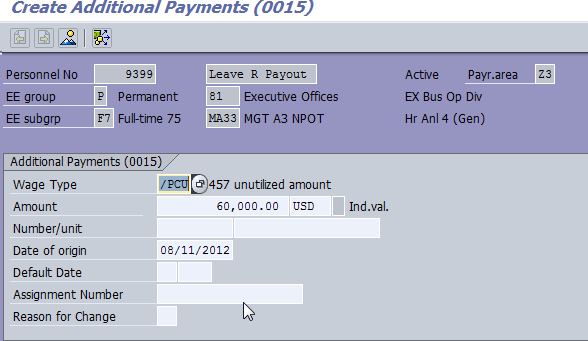 Create Additional Payments (0015)
Personnel No 9399 Leave R Payout Active Payr.area Z3
EE group P Permanent 81 Executive Offices EX Bus Op Div
EE subgrp F7 Full-time 75 MA33 MGT A3 NPOT Hr Anl 4 (Gen)
Additional Payments (0015)
Wage Type /PCU 457 unutilized amount
Amount 60,000.00 USD Ind.val.
Number/unit
Date of origin 08/11/2012
Default Date
Assignment Number
Reason for Change